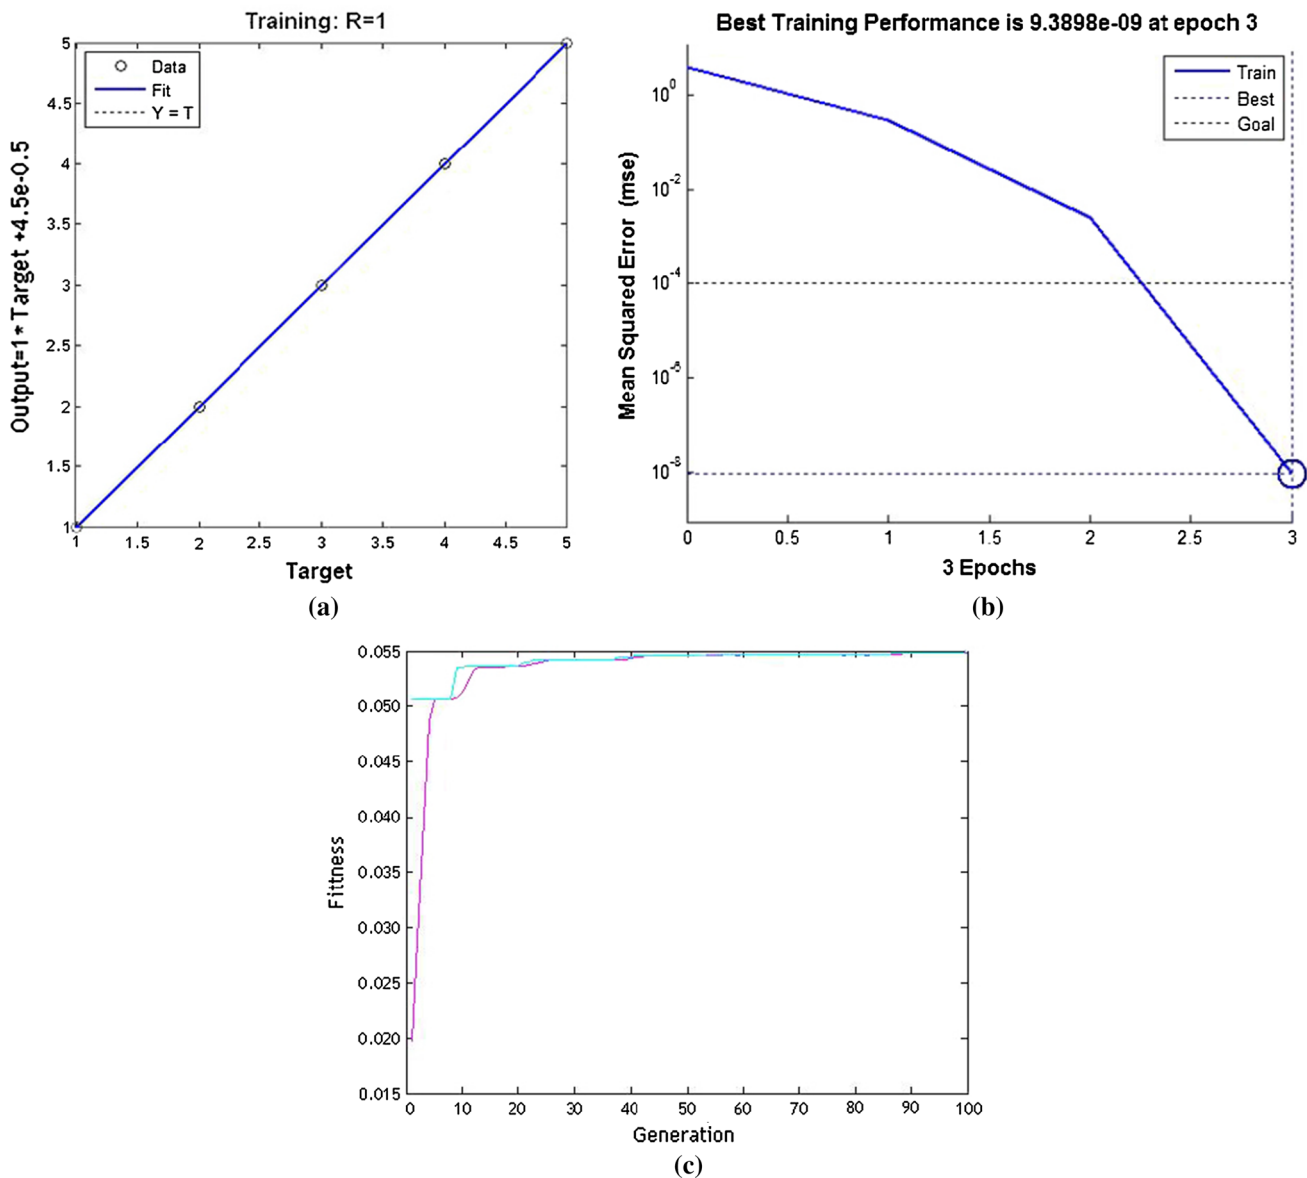 Training: R=1
Data
Fit
Y = T
Output=1* Target +4.5e-0.5
5
4.5
4
3.5
3
2.5
2
1.5
1
1 1.5 2 2.5 3 3.5 4 4.5 5
Target
(a)
Best Training Performance is 9.3898e-09 at epoch 3
Train
Best
Goal
Mean Squared Error (mse)
10^0
10^-2
10^-4
10^-6
10^-8
0 0.5 1 1.5 2 2.5 3
3 Epochs
(b)
Fittness
0.055
0.050
0.045
0.040
0.035
0.030
0.025
0.020
0.015
0 10 20 30 40 50 60 70 80 90 100
Generation
(c)